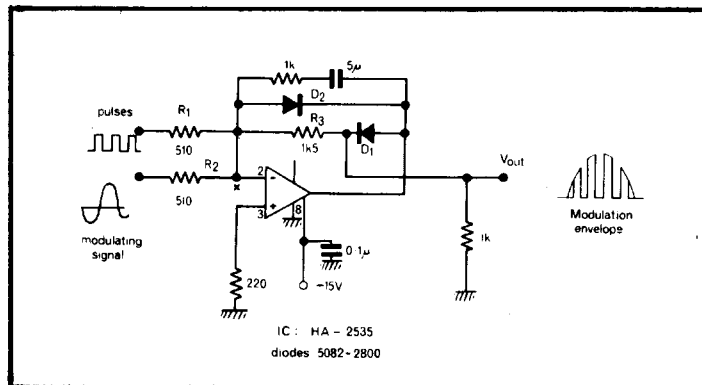 1k
5µ
D2
pulses
R1
R3
D1
510
1k5
R2
Vout
2
-
510
x
+
3
8
Modulation
envelope
modulating
signal
0·1µ
1k
220
-15V
IC : HA - 2535
diodes 5082-2800